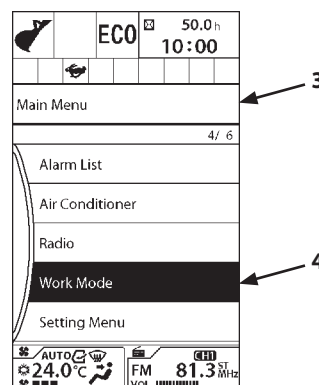 ECO 50.0 h
10:00
3
Main Menu
4/ 6
Alarm List
Air Conditioner
Radio
Work Mode
4
Setting Menu
AUTO CH1
24.0°C FM 81.3 ST MHz
VOL